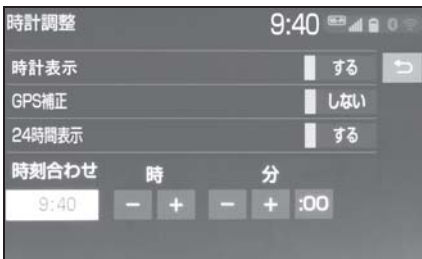 時計調整 9:40
時計表示 する
GPS補正 しない
24時間表示 する
時刻合わせ 時 分
9:40 − + − + :00